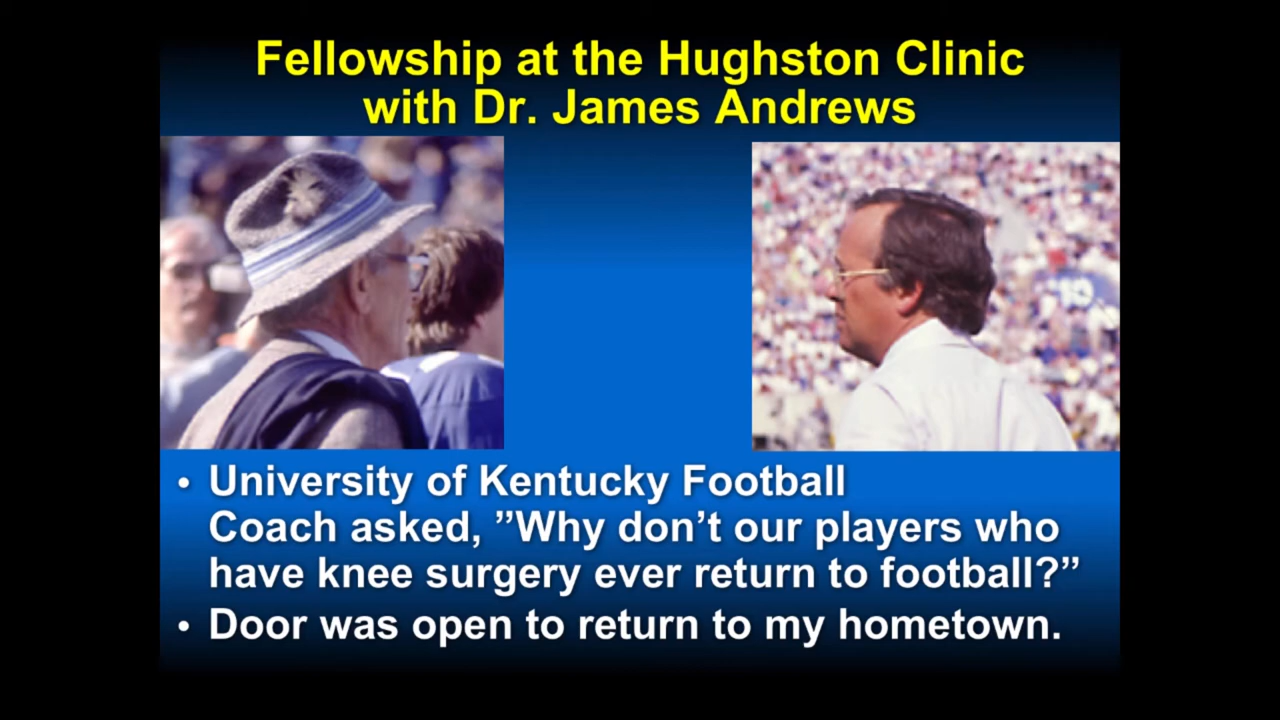 Fellowship at the Hughston Clinic
with Dr. James Andrews
10
• University of Kentucky Football
Coach asked, ”Why don’t our players who
have knee surgery ever return to football?”
• Door was open to return to my hometown.